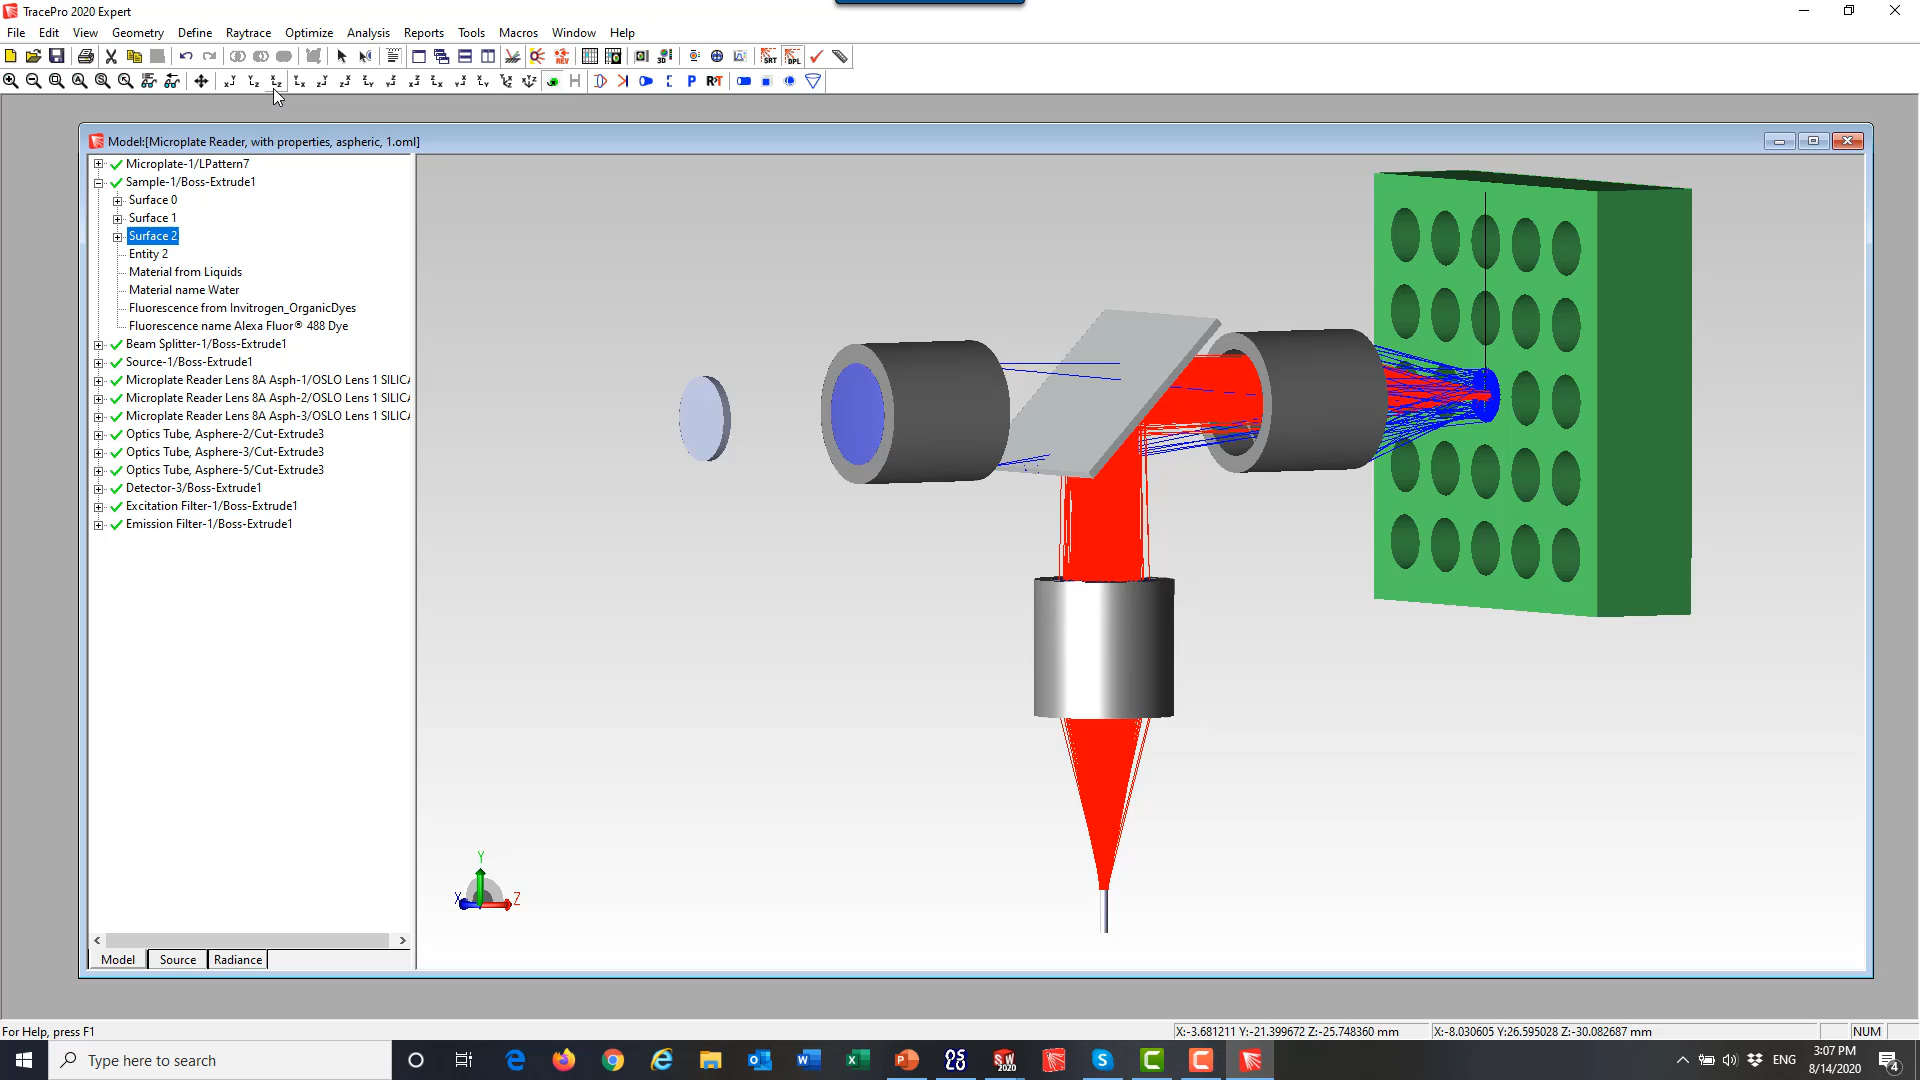 TracePro 2020 Expert
File Edit View Geometry Define Raytrace Optimize Analysis Reports Tools Macros Window Help
Model:[Microplate Reader, with properties, aspheric, 1.oml]
Microplate-1/LPattern7
Sample-1/Boss-Extrude1
Surface 0
Surface 1
Surface 2
Entity 2
Material from Liquids
Material name Water
Fluorescence from Invitrogen_OrganicDyes
Fluorescence name Alexa Fluor® 488 Dye
Beam Splitter-1/Boss-Extrude1
Source-1/Boss-Extrude1
Microplate Reader Lens 8A Asph-1/OSLO Lens 1 SILICA
Microplate Reader Lens 8A Asph-2/OSLO Lens 1 SILICA
Microplate Reader Lens 8A Asph-3/OSLO Lens 1 SILICA
Optics Tube, Asphere-2/Cut-Extrude3
Optics Tube, Asphere-3/Cut-Extrude3
Optics Tube, Asphere-5/Cut-Extrude3
Detector-3/Boss-Extrude1
Excitation Filter-1/Boss-Extrude1
Emission Filter-1/Boss-Extrude1
Y
X
Z
Model Source Radiance
For Help, press F1
X:-3.681211 Y:-21.399672 Z:-25.748360 mm
X:-8.030605 Y:26.595028 Z:-30.082687 mm
NUM
Type here to search
ENG
3:07 PM
8/14/2020
4